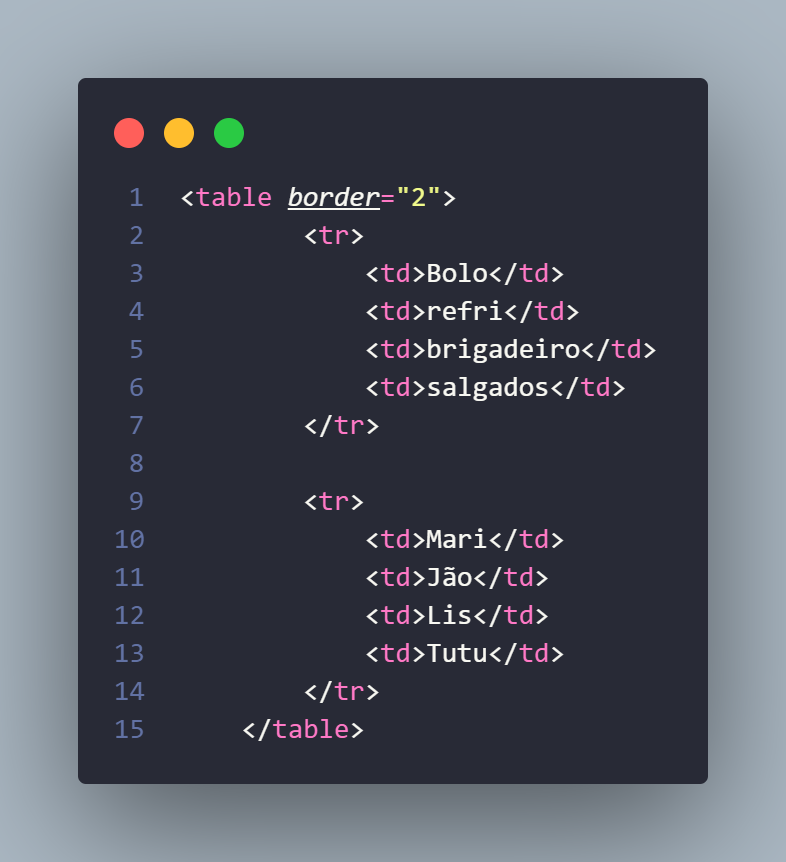 1 <table border="2">
2 <tr>
3 <td>Bolo</td>
4 <td>refri</td>
5 <td>brigadeiro</td>
6 <td>salgados</td>
7 </tr>
8
9 <tr>
10 <td>Mari</td>
11 <td>Jão</td>
12 <td>Lis</td>
13 <td>Tutu</td>
14 </tr>
15 </table>